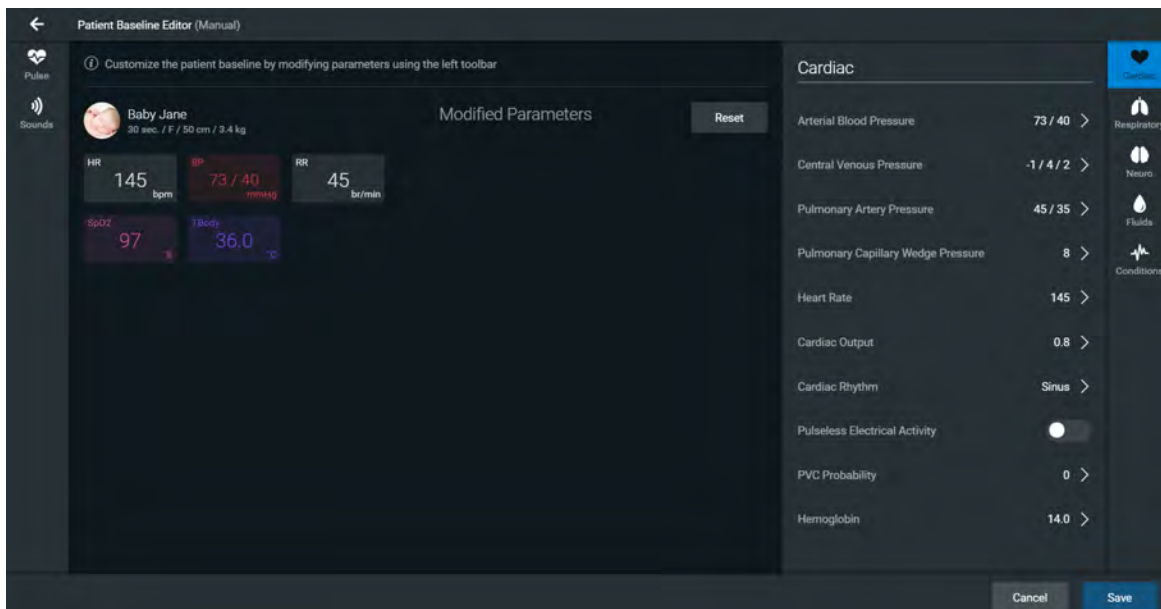 Patient Baseline Editor (Manual)
Pulse
Sounds
Customize the patient baseline by modifying parameters using the left toolbar
Baby Jane
30 sec. / F / 50 cm / 3.4 kg
Modified Parameters
Reset
HR
145
bpm
BP
73 / 40
mmHg
RR
45
br/min
SpO2
97
%
TBody
36.0
°C
Cardiac
Arterial Blood Pressure 73 / 40
Central Venous Pressure -1 / 4 / 2
Pulmonary Artery Pressure 45 / 35
Pulmonary Capillary Wedge Pressure 8
Heart Rate 145
Cardiac Output 0.8
Cardiac Rhythm Sinus
Pulseless Electrical Activity
PVC Probability 0
Hemoglobin 14.0
Cardiac
Respiratory
Neuro
Fluids
Conditions
Cancel
Save